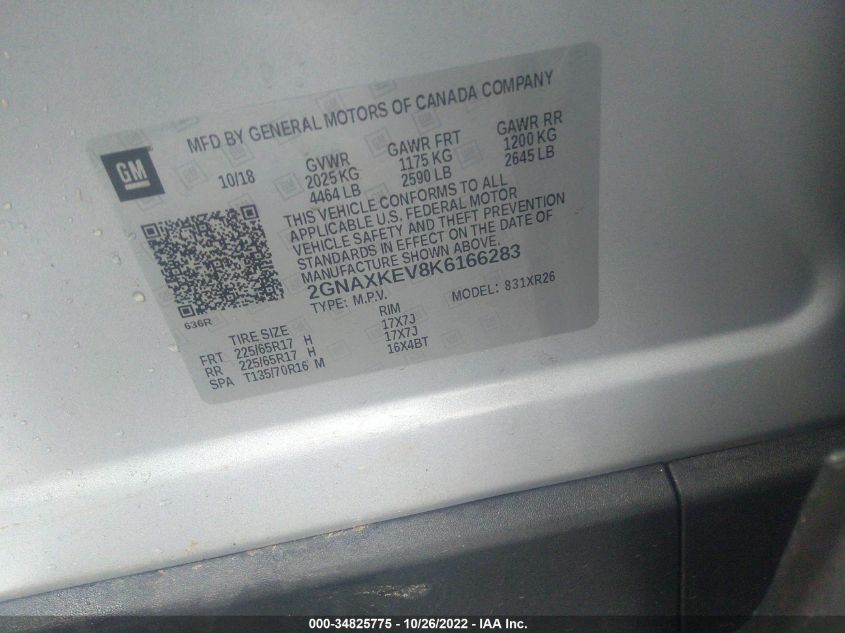 MFD BY GENERAL MOTORS OF CANADA COMPANY
GM
10/18
GVWR
2025 KG
4464 LB
GAWR FRT
1175 KG
2590 LB
GAWR RR
1200 KG
2645 LB
THIS VEHICLE CONFORMS TO ALL
APPLICABLE U.S. FEDERAL MOTOR
VEHICLE SAFETY AND THEFT PREVENTION
STANDARDS IN EFFECT ON THE DATE OF
MANUFACTURE SHOWN ABOVE.
2GNAXKEV8K6166283
TYPE: M.P.V. MODEL: 831XR26
636R
TIRE SIZE RIM
FRT 225/65R17 H 17X7J
RR 225/65R17 H 17X7J
SPA T135/70R16 M 16X4BT
000-34825775 - 10/26/2022 - IAA Inc.